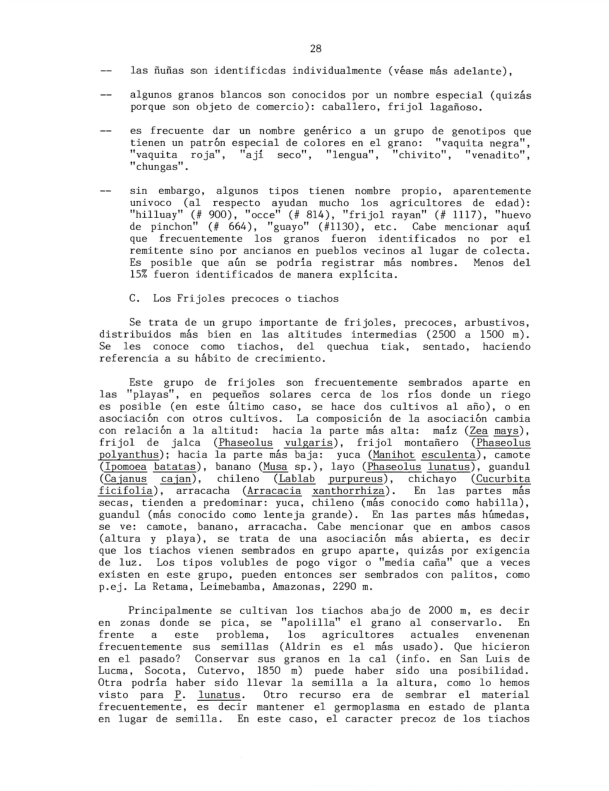 28
-- las ñuñas son identificdas individualmente (véase más adelante),
-- algunos granos blancos son conocidos por un nombre especial (quizás
porque son objeto de comercio): caballero, frijol lagañoso.
-- es frecuente dar un nombre genérico a un grupo de genotipos que
tienen un patrón especial de colores en el grano: "vaquita negra",
"vaquita roja", "ají seco", "lengua", "chivito", "venadito",
"chungas".
-- sin embargo, algunos tipos tienen nombre propio, aparentemente
univoco (al respecto ayudan mucho los agricultores de edad):
"hilluay" (# 900), "occe" (# 814), "frijol rayan" (# 1117), "huevo
de pinchon" (# 664), "guayo" (#1130), etc. Cabe mencionar aquí
que frecuentemente los granos fueron identificados no por el
remitente sino por ancianos en pueblos vecinos al lugar de colecta.
Es posible que aún se podría registrar más nombres. Menos del
15% fueron identificados de manera explícita.
C. Los Frijoles precoces o tiachos
Se trata de un grupo importante de frijoles, precoces, arbustivos,
distribuidos más bien en las altitudes intermedias (2500 a 1500 m).
Se les conoce como tiachos, del quechua tiak, sentado, haciendo
referencia a su hábito de crecimiento.
Este grupo de frijoles son frecuentemente sembrados aparte en
las "playas", en pequeños solares cerca de los ríos donde un riego
es posible (en este último caso, se hace dos cultivos al año), o en
asociación con otros cultivos. La composición de la asociación cambia
con relación a la altitud: hacia la parte más alta: maíz (Zea mays),
frijol de jalca (Phaseolus vulgaris), frijol montañero (Phaseolus
polyanthus); hacia la parte más baja: yuca (Manihot esculenta), camote
(Ipomoea batatas), banano (Musa sp.), layo (Phaseolus lunatus), guandul
(Cajanus cajan), chileno (Lablab purpureus), chichayo (Cucurbita
ficifolia), arracacha (Arracacia xanthorrhiza). En las partes más
secas, tienden a predominar: yuca, chileno (más conocido como habilla),
guandul (más conocido como lenteja grande). En las partes más húmedas,
se ve: camote, banano, arracacha. Cabe mencionar que en ambos casos
(altura y playa), se trata de una asociación más abierta, es decir
que los tiachos vienen sembrados en grupo aparte, quizás por exigencia
de luz. Los tipos volubles de pogo vigor o "media caña" que a veces
existen en este grupo, pueden entonces ser sembrados con palitos, como
p.ej. La Retama, Leimebamba, Amazonas, 2290 m.
Principalmente se cultivan los tiachos abajo de 2000 m, es decir
en zonas donde se pica, se "apolilla" el grano al conservarlo. En
frente a este problema, los agricultores actuales envenenan
frecuentemente sus semillas (Aldrin es el más usado). Que hicieron
en el pasado? Conservar sus granos en la cal (info. en San Luis de
Lucma, Socota, Cutervo, 1850 m) puede haber sido una posibilidad.
Otra podría haber sido llevar la semilla a la altura, como lo hemos
visto para P. lunatus. Otro recurso era de sembrar el material
frecuentemente, es decir mantener el germoplasma en estado de planta
en lugar de semilla. En este caso, el caracter precoz de los tiachos